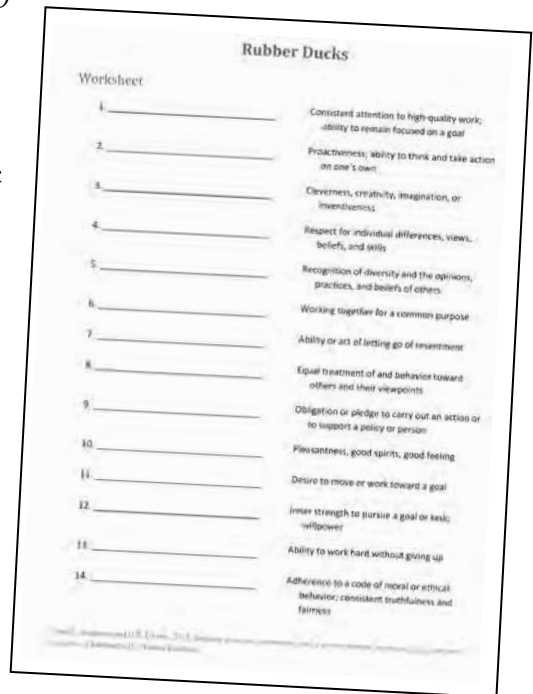 Rubber Ducks
Worksheet
1. Consistent attention to high-quality work;
ability to remain focused on a goal
2. Proactiveness; ability to think and take action
on one's own
3. Cleverness, creativity, imagination, or
inventiveness
4. Respect for individual differences, views,
beliefs, and skills
5. Recognition of diversity and the opinions,
practices, and beliefs of others
6. Working together for a common purpose
7. Ability or act of letting go of resentment
8. Equal treatment of and behavior toward
others and their viewpoints
9. Obligation or pledge to carry out an action or
to support a policy or person
10. Pleasantness, good spirits, good feeling
11. Desire to move or work toward a goal
12. Inner strength to pursue a goal or task;
willpower
13. Ability to work hard without giving up
14. Adherence to a code of moral or ethical
behavior; consistent truthfulness and
fairness